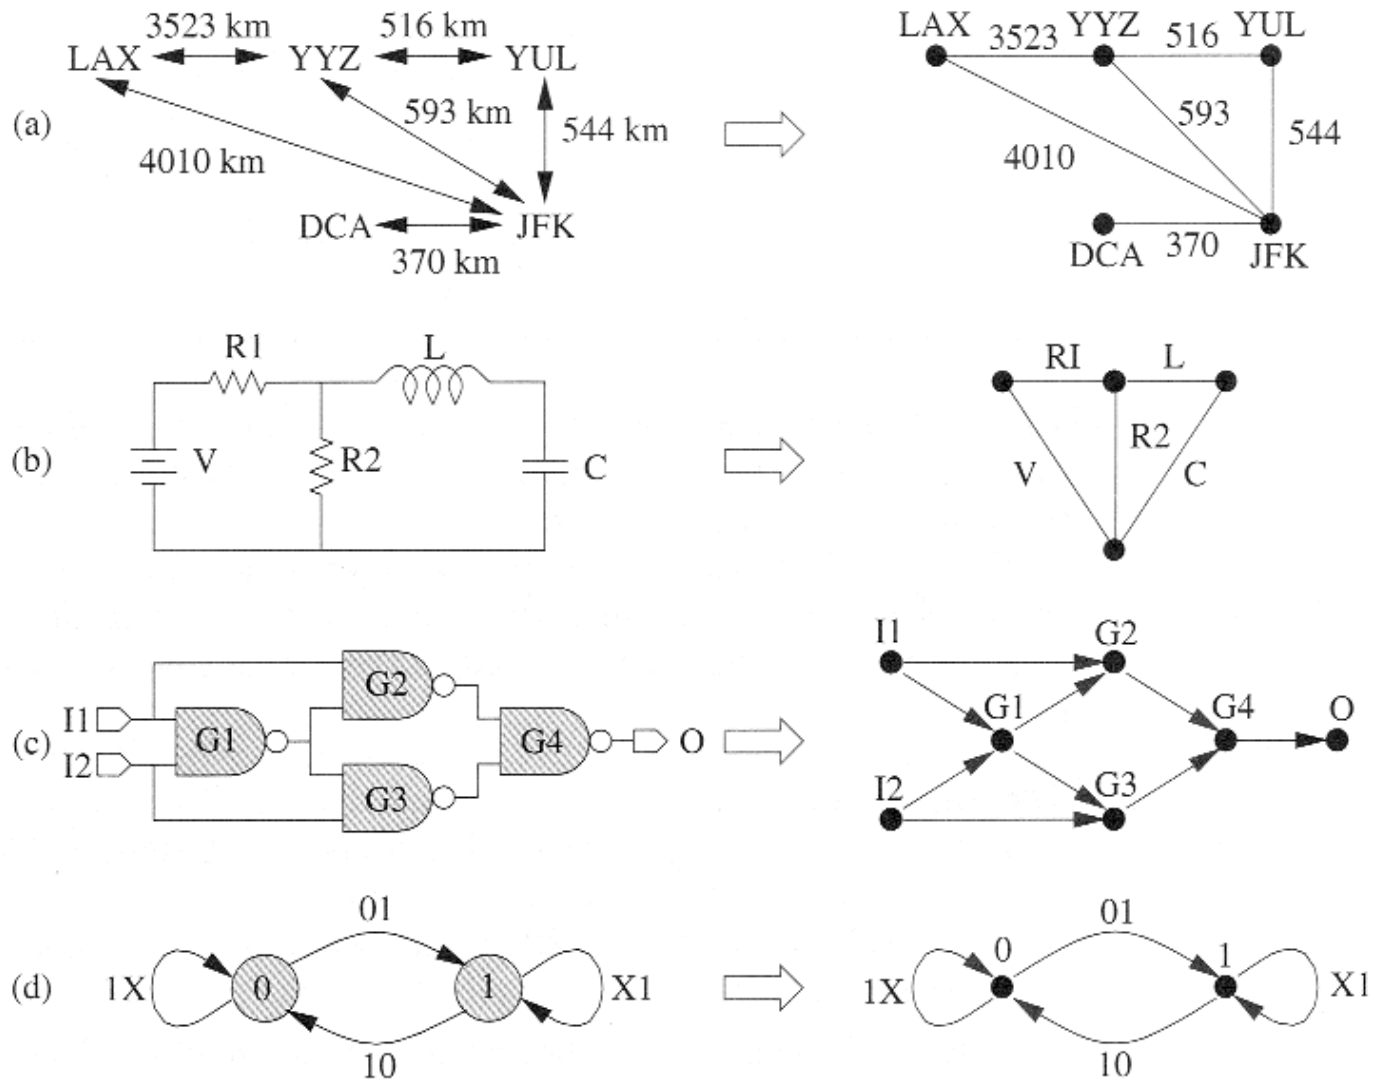 (a)
3523 km 516 km
LAX YYZ YUL
593 km
544 km
4010 km
DCA JFK
370 km
LAX YYZ YUL
3523 516
593
544
4010
370
DCA JFK
(b)
R1 L
V R2 C
RI L
R2
V C
(c)
I1
I2
G1
G2
G3
G4
O
I1 G2
G1 G4 O
I2 G3
(d)
01
1X 0 1 X1
10
01
0 1
1X X1
10